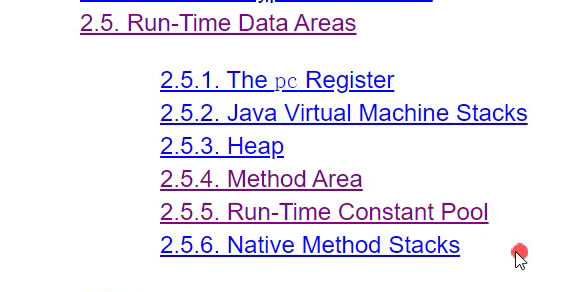 2.5. Run-Time Data Areas
2.5.1. The pc Register
2.5.2. Java Virtual Machine Stacks
2.5.3. Heap
2.5.4. Method Area
2.5.5. Run-Time Constant Pool
2.5.6. Native Method Stacks